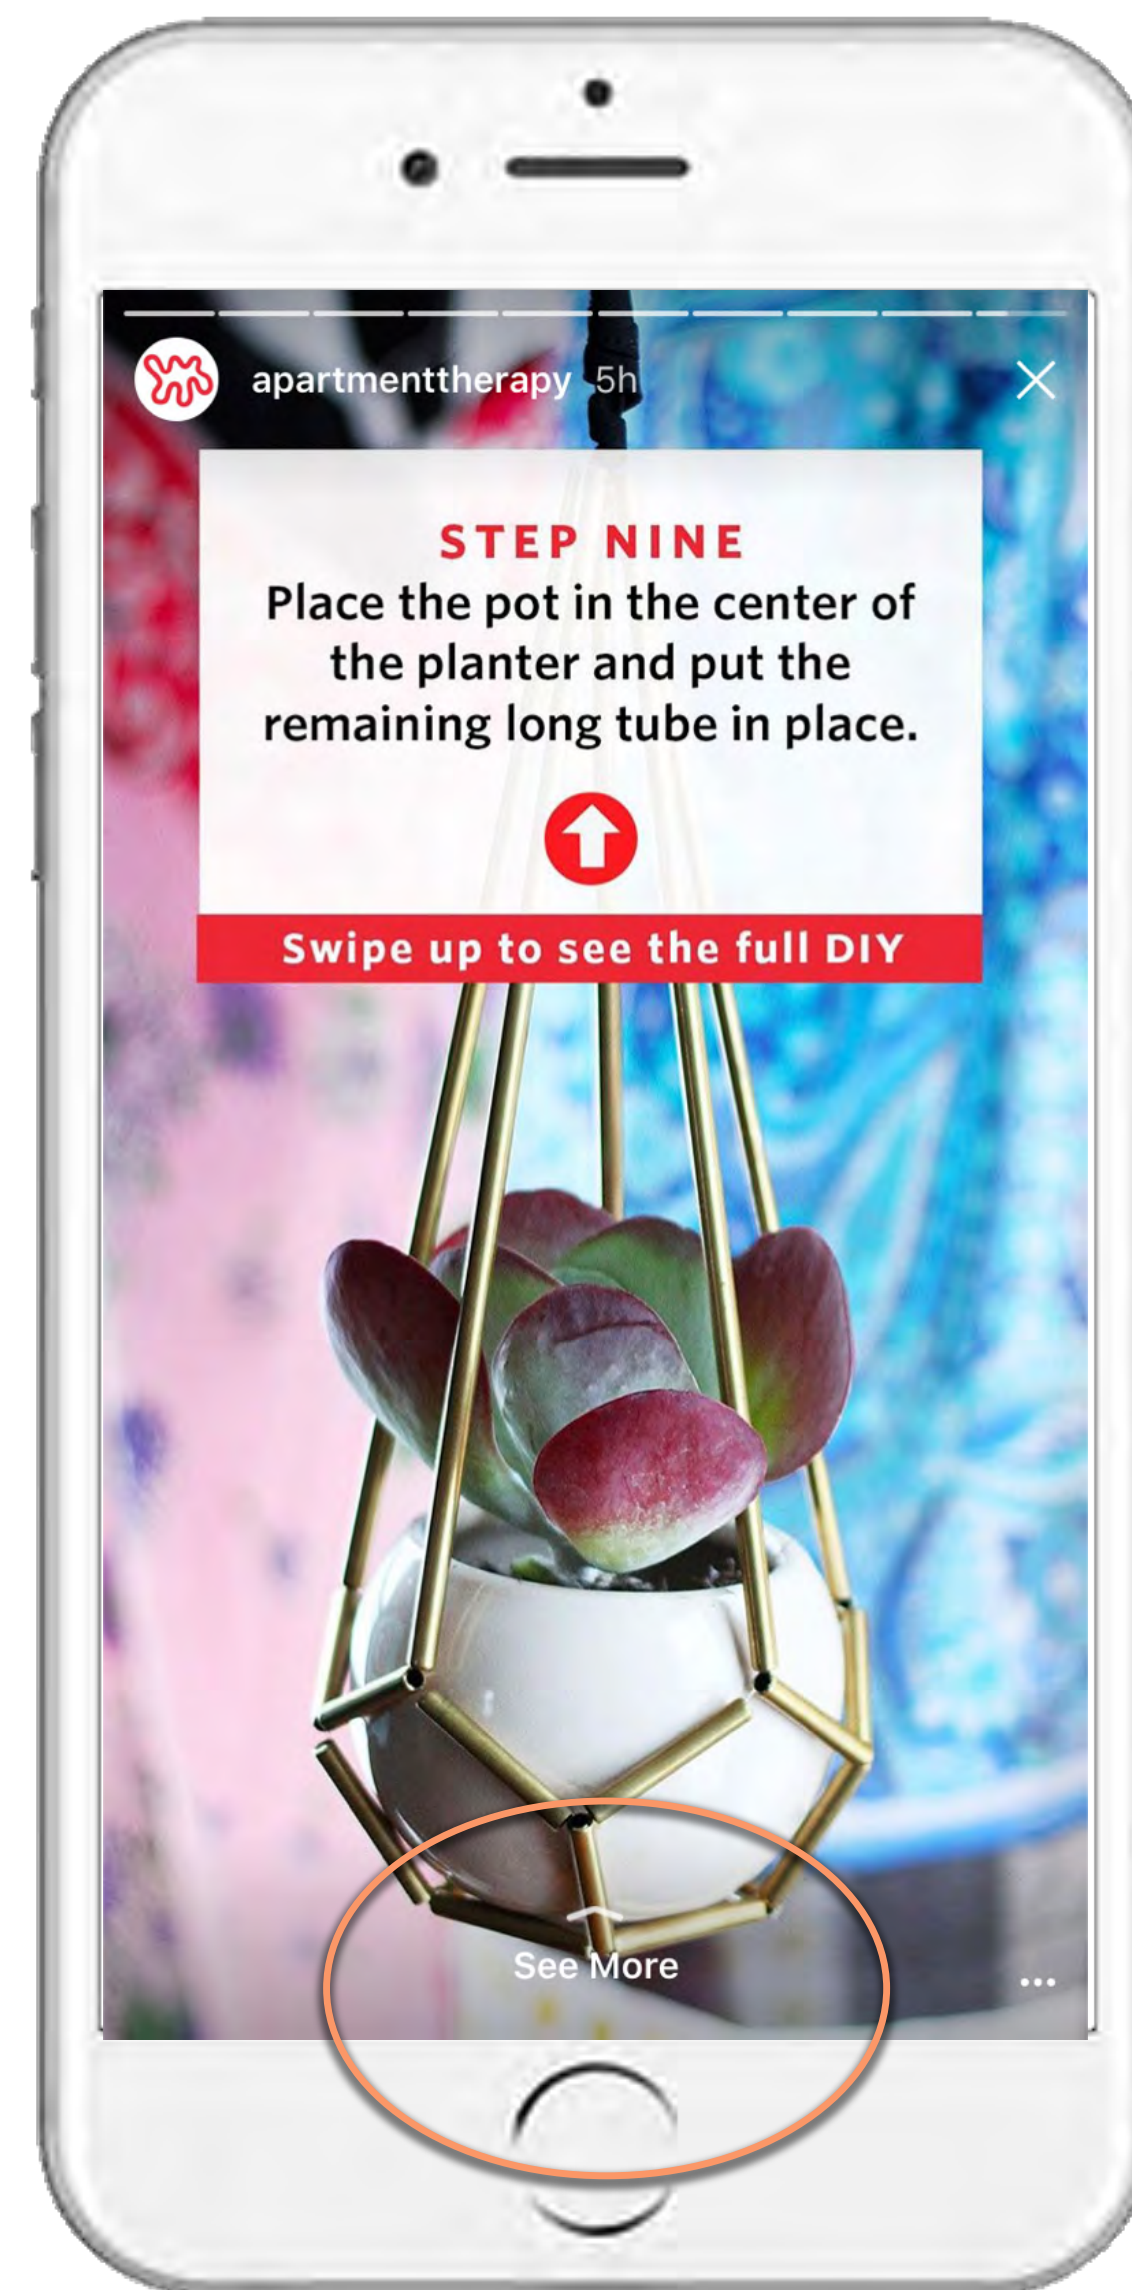 apartmenttherapy 5h
STEP NINE
Place the pot in the center of
the planter and put the
remaining long tube in place.
Swipe up to see the full DIY
See More